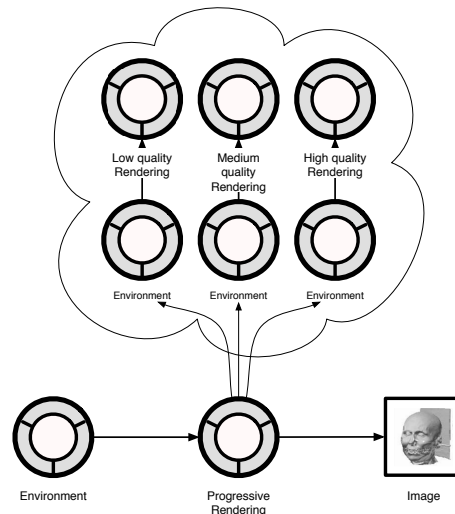 Low quality
Rendering
Medium
quality
Rendering
High quality
Rendering
Environment
Environment
Environment
Environment
Progressive
Rendering
Image